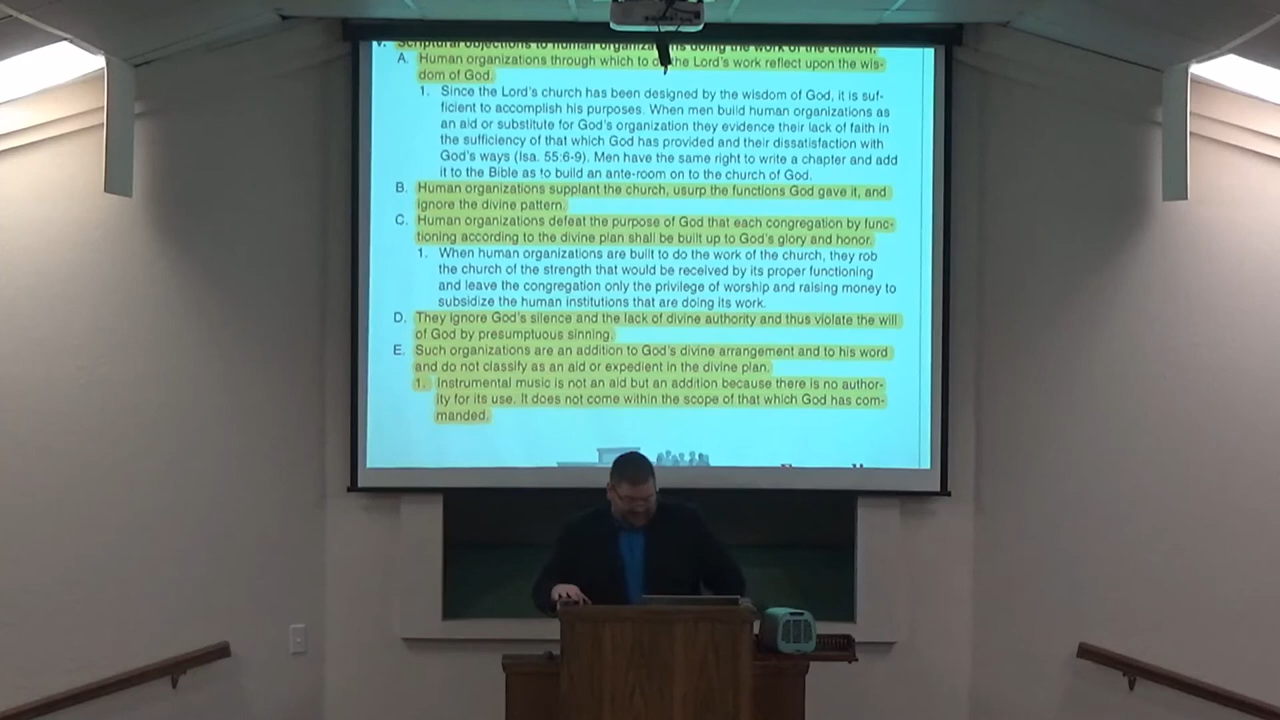 V. Scriptural objections to human organizations doing the work of the church.
A. Human organizations through which to do the Lord's work reflect upon the wis-
dom of God.
1. Since the Lord's church has been designed by the wisdom of God, it is suf-
ficient to accomplish his purposes. When men build human organizations as
an aid or substitute for God's organization they evidence their lack of faith in
the sufficiency of that which God has provided and their dissatisfaction with
God's ways (Isa. 55:6-9). Men have the same right to write a chapter and add
it to the Bible as to build an ante-room on to the church of God.
B. Human organizations supplant the church, usurp the functions God gave it, and
ignore the divine pattern.
C. Human organizations defeat the purpose of God that each congregation by func-
tioning according to the divine plan shall be built up to God's glory and honor.
1. When human organizations are built to do the work of the church, they rob
the church of the strength that would be received by its proper functioning
and leave the congregation only the privilege of worship and raising money to
subsidize the human institutions that are doing its work.
D. They ignore God's silence and the lack of divine authority and thus violate the will
of God by presumptuous sinning.
E. Such organizations are an addition to God's divine arrangement and to his word
and do not classify as an aid or expedient in the divine plan.
1. Instrumental music is not an aid but an addition because there is no author-
ity for its use. It does not come within the scope of that which God has com-
manded.